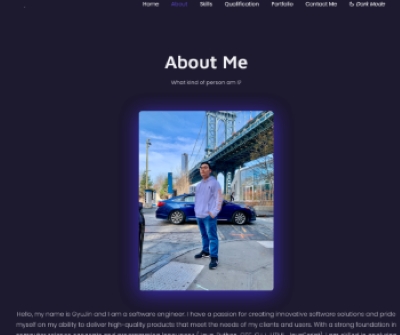 Home About Skills Qualification Portfolio Contact Me Dark Mode
About Me
What kind of person am I?
Hello, my name is GyuJin and I am a software engineer. I have a passion for creating innovative software solutions and pride
myself on my ability to deliver high-quality products that meet the needs of my clients and users. With a strong foundation in